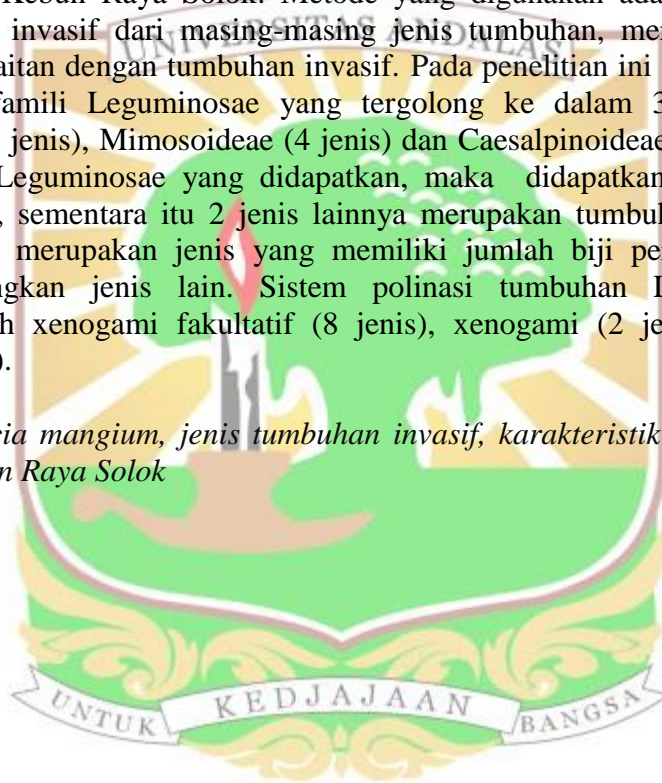 Kebun Raya Solok. Metode yang digunakan ada
invasif dari masing-masing jenis tumbuhan, mer
aitan dengan tumbuhan invasif. Pada penelitian ini
famili Leguminosae yang tergolong ke dalam 3
jenis), Mimosoideae (4 jenis) dan Caesalpinoideae
Leguminosae yang didapatkan, maka didapatkan
, sementara itu 2 jenis lainnya merupakan tumbuh
merupakan jenis yang memiliki jumlah biji pe
ngkan jenis lain. Sistem polinasi tumbuhan L
h xenogami fakultatif (8 jenis), xenogami (2 je
).
cia mangium, jenis tumbuhan invasif, karakteristik
n Raya Solok
UNIVERSITAS ANDALAS
UNTUK KEDJAJAAN BANGSA